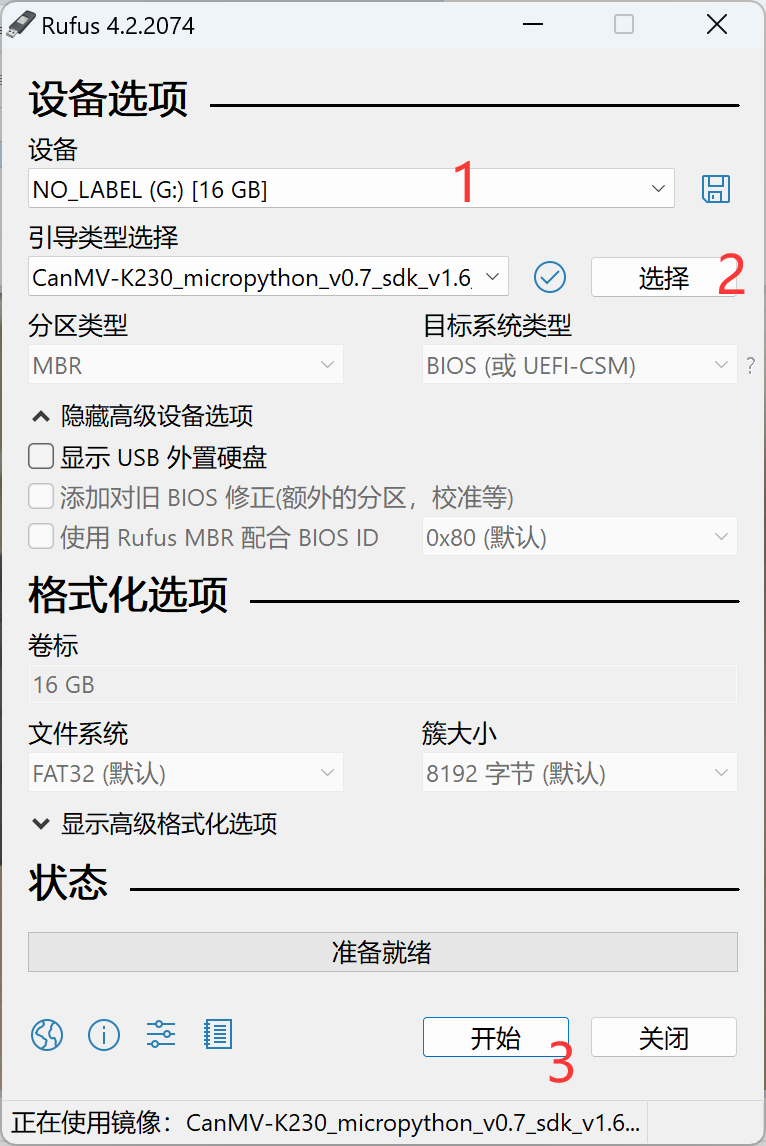 Rufus 4.2.2074
设备选项
设备
NO_LABEL (G:) [16 GB]
1
引导类型选择
CanMV-K230_micropython_v0.7_sdk_v1.6_
选择 2
分区类型
目标系统类型
MBR
BIOS (或 UEFI-CSM)
?
隐藏高级设备选项
显示 USB 外置硬盘
添加对旧 BIOS 修正(额外的分区，校准等)
使用 Rufus MBR 配合 BIOS ID
0x80 (默认)
格式化选项
卷标
16 GB
文件系统
簇大小
FAT32 (默认)
8192 字节 (默认)
显示高级格式化选项
状态
准备就绪
开始 3
关闭
正在使用镜像：CanMV-K230_micropython_v0.7_sdk_v1.6...